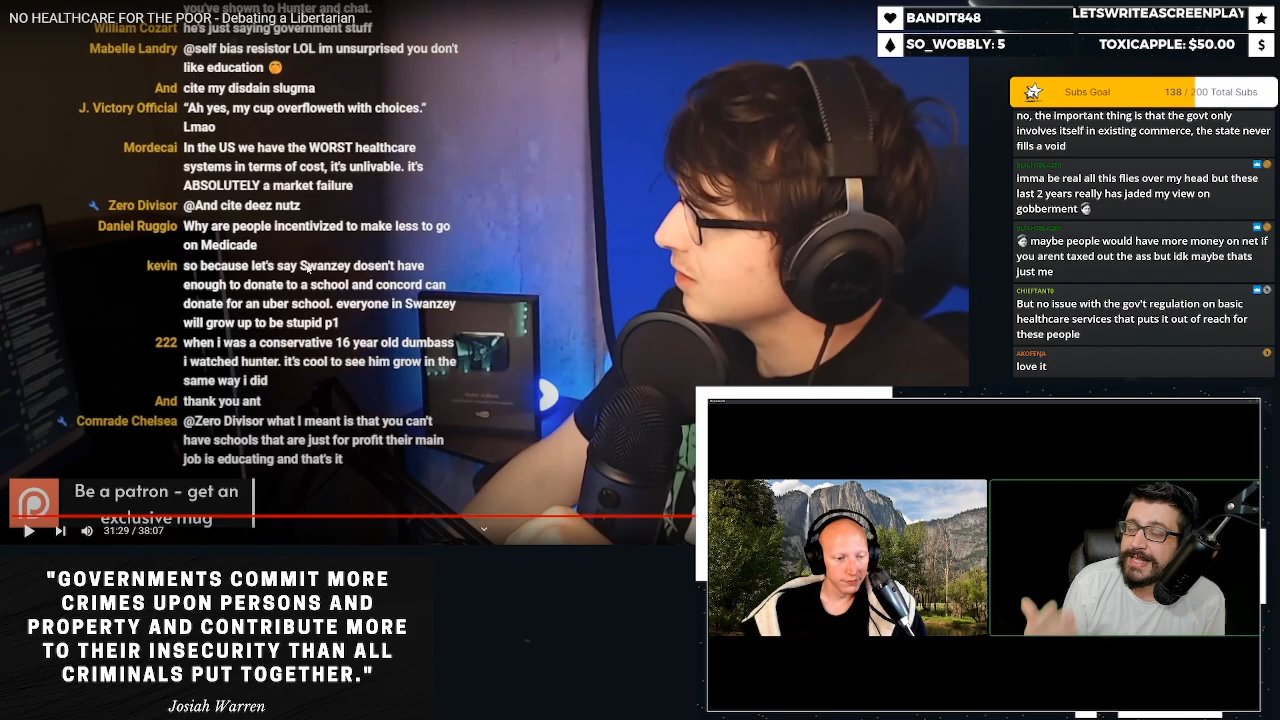 you've shown to Hunter and chat.
NO HEALTHCARE FOR THE POOR - Debating a Libertarian
William Cozart he's just saying government stuff
Mabelle Landry @self bias resistor LOL im unsurprised you don't
like education 🤭
And cite my disdain slugma
J. Victory Official “Ah yes, my cup overfloweth with choices.”
Lmao
Mordecai In the US we have the WORST healthcare
systems in terms of cost, it's unlivable. it's
ABSOLUTELY a market failure
Zero Divisor @And cite deez nutz
Daniel Ruggio Why are people incentivized to make less to go
on Medicade
kevin so because let's say Swanzey dosen't have
enough to donate to a school and concord can
donate for an uber school. everyone in Swanzey
will grow up to be stupid p1
222 when i was a conservative 16 year old dumbass
i watched hunter. it's cool to see him grow in the
same way i did
And thank you ant
Comrade Chelsea @Zero Divisor what I meant is that you can't
have schools that are just for profit their main
job is educating and that's it
Be a patron - get an
exclusive mug
31:29 / 38:07
"GOVERNMENTS COMMIT MORE
CRIMES UPON PERSONS AND
PROPERTY AND CONTRIBUTE MORE
TO THEIR INSECURITY THAN ALL
CRIMINALS PUT TOGETHER."
Josiah Warren
BANDIT848
LETSWRITEASCREENPLAY
SO_WOBBLY: 5
TOXICAPPLE: $50.00
Subs Goal 138 / 200 Total Subs
no, the important thing is that the govt only
involves itself in existing commerce, the state never
fills a void
imma be real all this flies over my head but these
last 2 years really has jaded my view on
gobberment
maybe people would have more money on net if
you arent taxed out the ass but idk maybe thats
just me
CHIEFTANT0
But no issue with the gov't regulation on basic
healthcare services that puts it out of reach for
these people
AKOFENA
love it